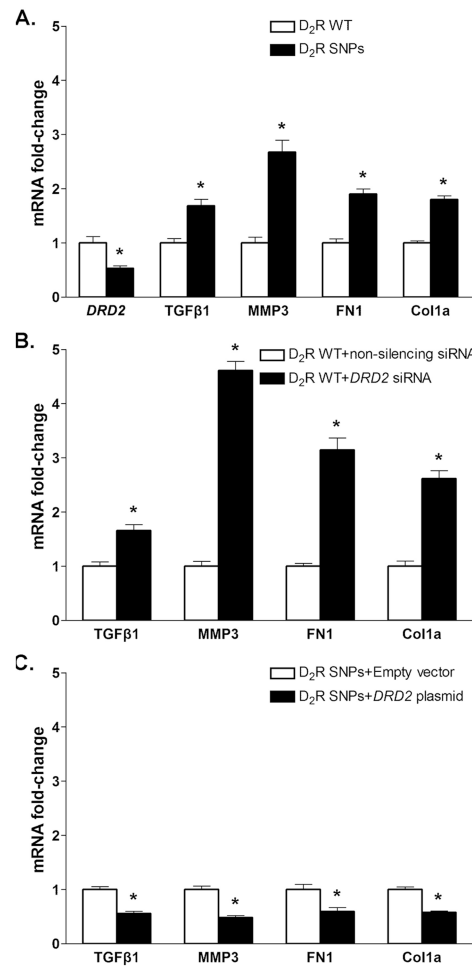 A.
D₂R WT
D₂R SNPs
mRNA fold-change
5
4
3
2
1
0
*
*
*
*
*
DRD2 TGFβ1 MMP3 FN1 Col1a
B.
D₂R WT+non-silencing siRNA
D₂R WT+DRD2 siRNA
mRNA fold-change
5
4
3
2
1
0
*
*
*
*
TGFβ1 MMP3 FN1 Col1a
C.
D₂R SNPs+Empty vector
D₂R SNPs+DRD2 plasmid
mRNA fold-change
5
4
3
2
1
0
*
*
*
*
TGFβ1 MMP3 FN1 Col1a